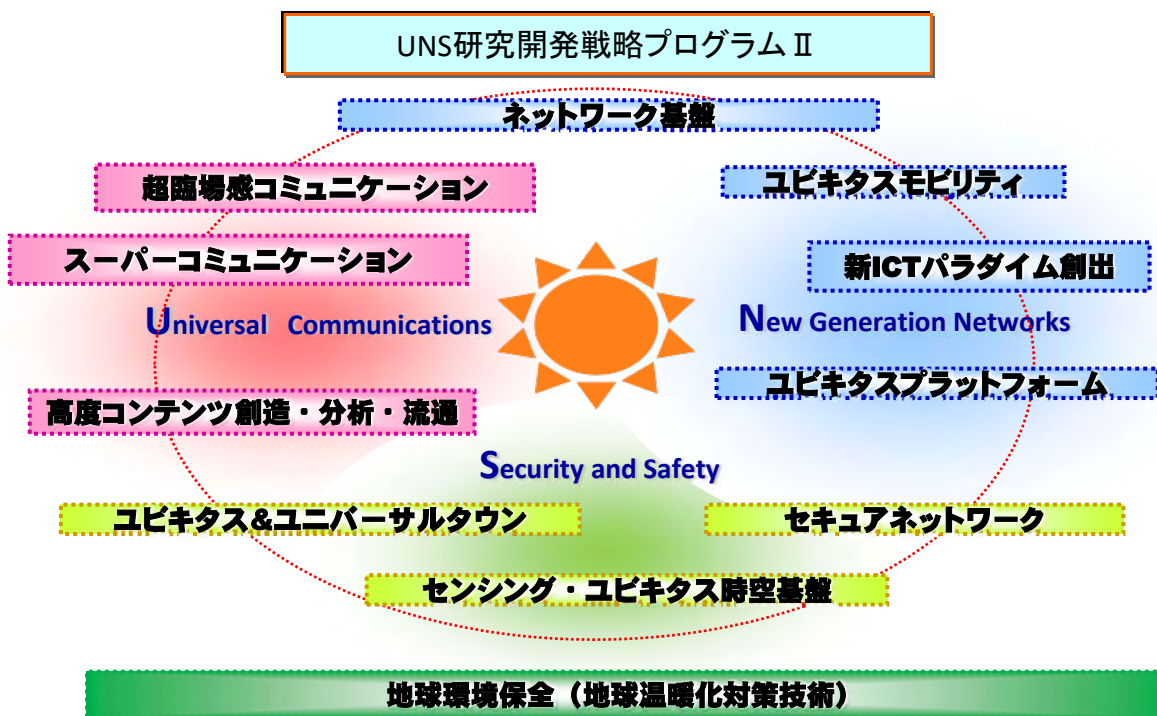 UNS研究開発戦略プログラムⅡ
ネットワーク基盤
超臨場感コミュニケーション
ユビキタスモビリティ
スーパーコミュニケーション
新ICTパラダイム創出
Universal Communications
New Generation Networks
ユビキタスプラットフォーム
高度コンテンツ創造・分析・流通
Security and Safety
ユビキタス&ユニバーサルタウン
セキュアネットワーク
センシング・ユビキタス時空基盤
地球環境保全（地球温暖化対策技術）